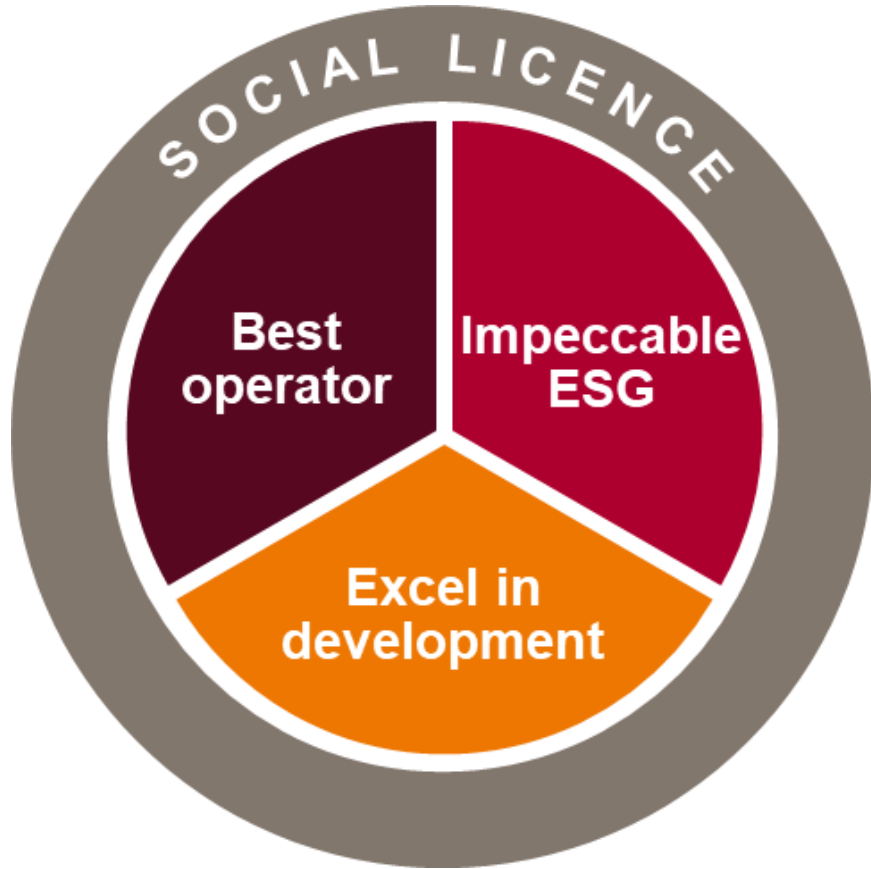 SOCIAL LICENCE
Best
operator
Impeccable
ESG
Excel in
development